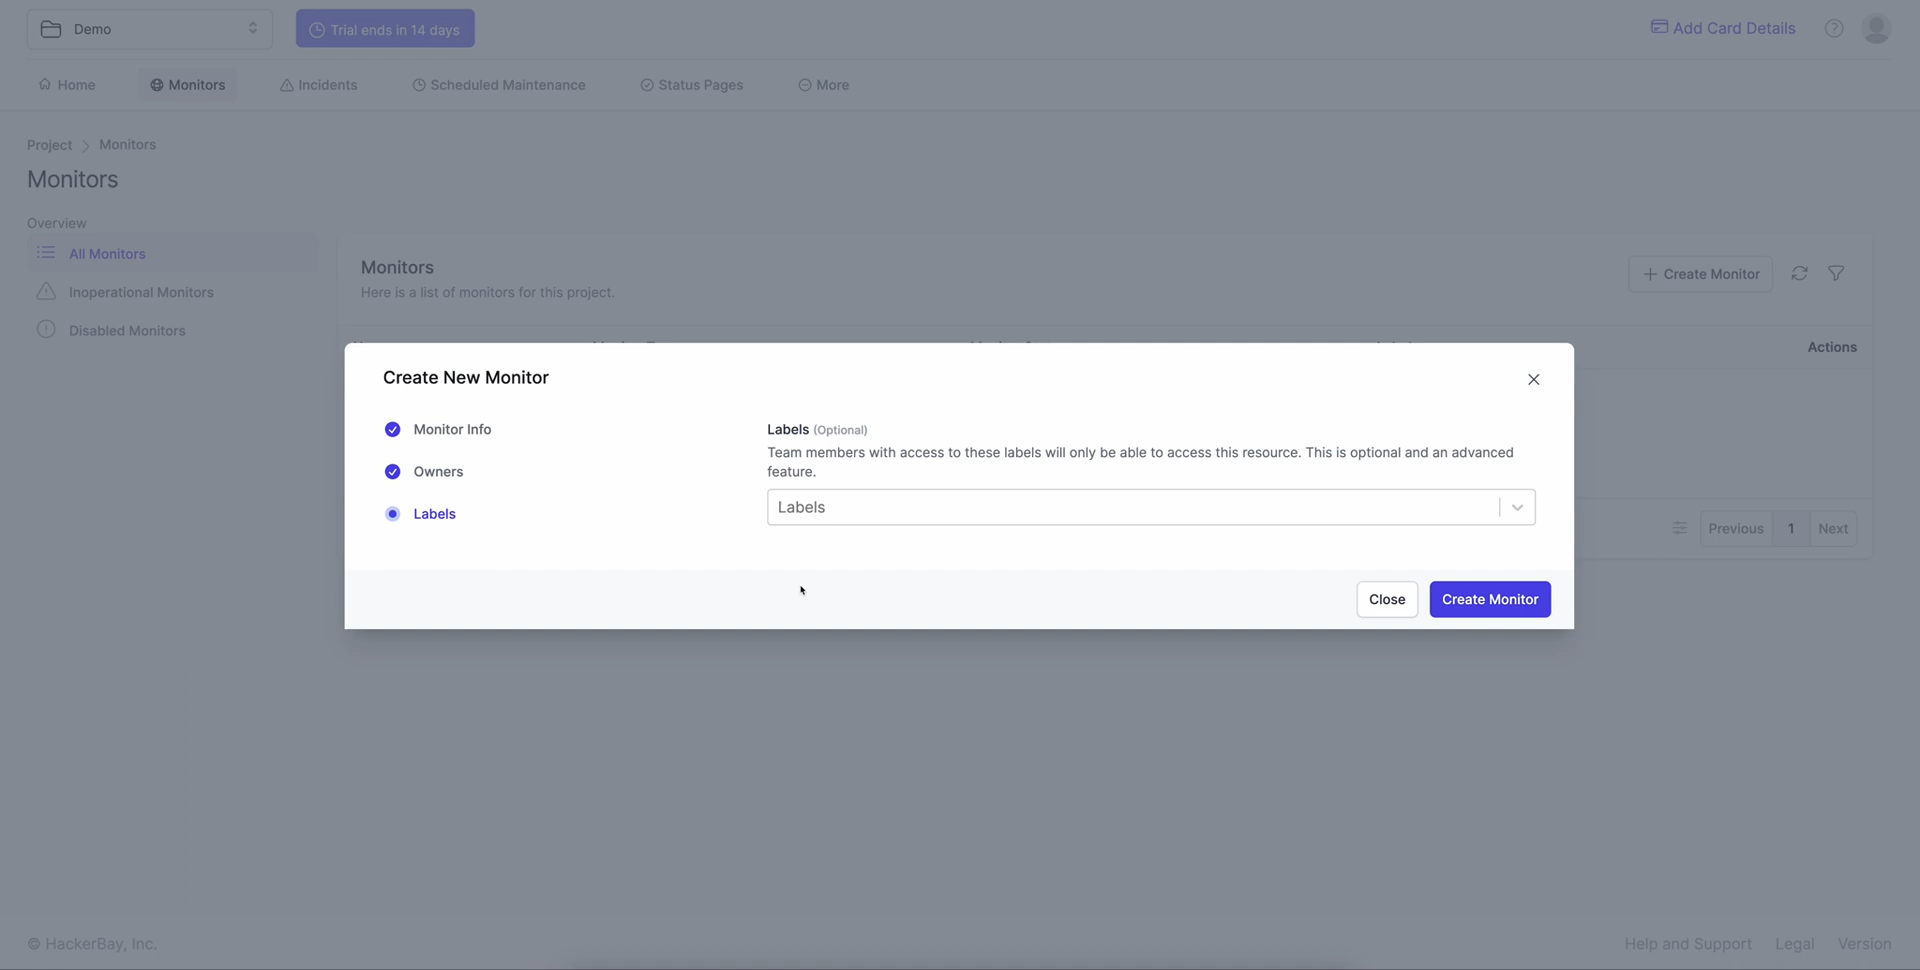 Demo
Trial ends in 14 days
Add Card Details
Home
Monitors
Incidents
Scheduled Maintenance
Status Pages
More
Project
Monitors
Monitors
Overview
All Monitors
Inoperational Monitors
Disabled Monitors
Monitors
Here is a list of monitors for this project.
Create Monitor
Actions
Create New Monitor
Monitor Info
Owners
Labels
Labels (Optional)
Team members with access to these labels will only be able to access this resource. This is optional and an advanced
feature.
Labels
Close
Create Monitor
Previous
1
Next
© HackerBay, Inc.
Help and Support
Legal
Version